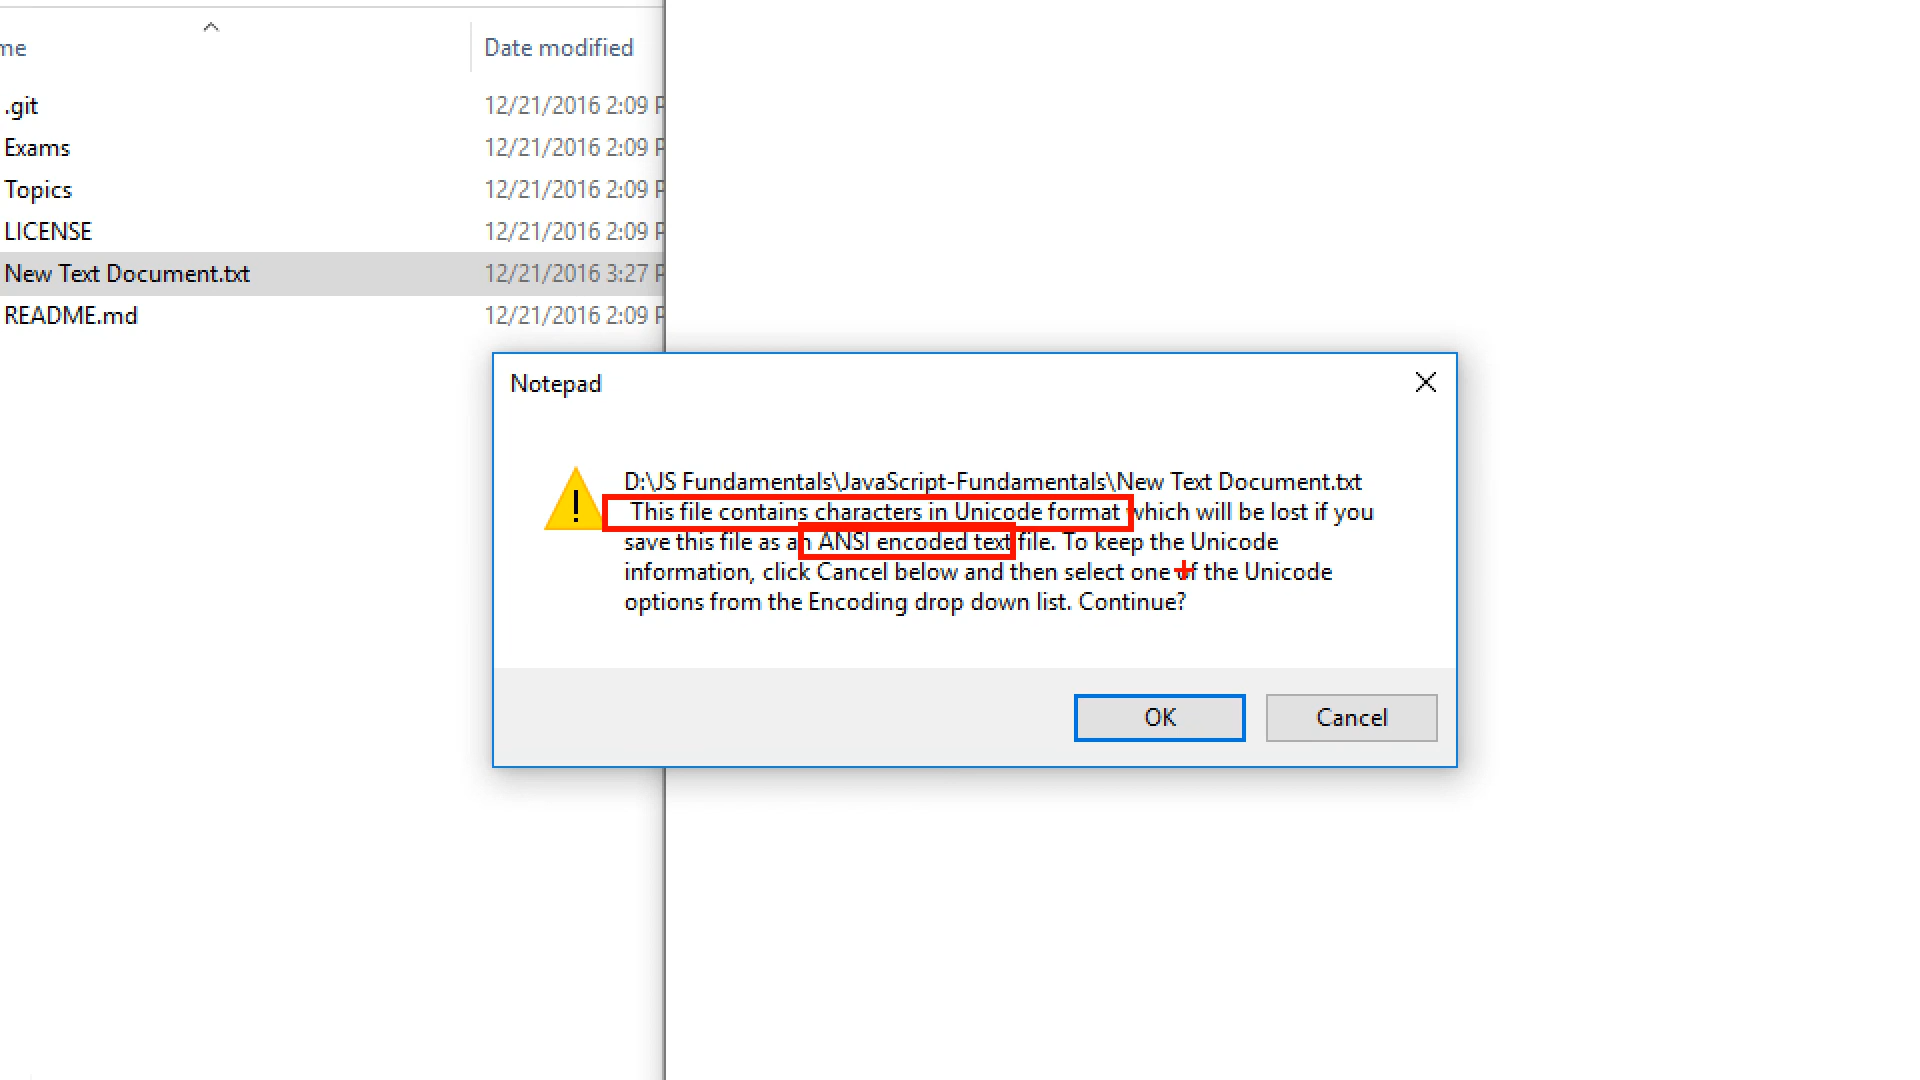 me
Date modified
.git 12/21/2016 2:09 P
Exams 12/21/2016 2:09 P
Topics 12/21/2016 2:09 P
LICENSE 12/21/2016 2:09 P
New Text Document.txt 12/21/2016 3:27 P
README.md 12/21/2016 2:09 P
Notepad
D:\JS Fundamentals\JavaScript-Fundamentals\New Text Document.txt
This file contains characters in Unicode format which will be lost if you
save this file as an ANSI encoded text file. To keep the Unicode
information, click Cancel below and then select one of the Unicode
options from the Encoding drop down list. Continue?
OK
Cancel